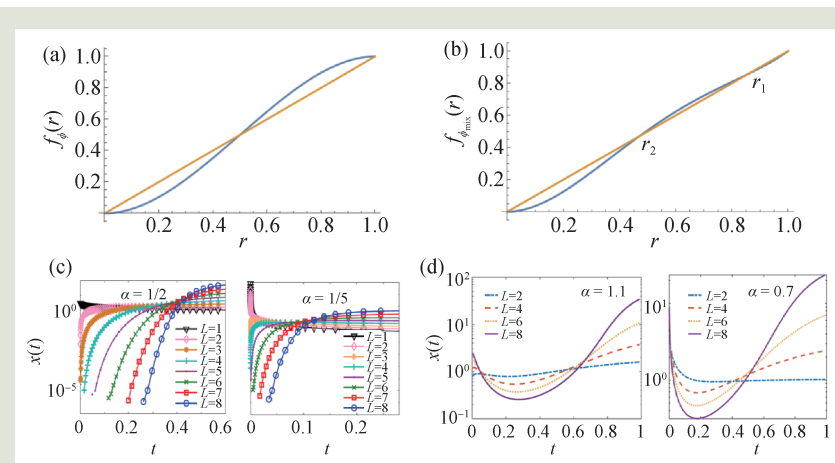 (a)
1.0
0.8
0.6
0.4
0.2
fϕ(r)
0.2 0.4 0.6 0.8 1.0
r
(b)
1.0
0.8
0.6
0.4
0.2
fϕmix(r)
r1
r2
0.2 0.4 0.6 0.8 1.0
r
(c)
α = 1/2
x(t)
10^0
10^-5
L=1
L=2
L=3
L=4
L=5
L=6
L=7
L=8
0 0.2 0.4 0.6
t
α = 1/5
L=1
L=2
L=3
L=4
L=5
L=6
L=7
L=8
0 0.1 0.2
t
(d)
10^2
10^1
10^0
10^-1
x(t)
L=2
L=4
L=6
L=8
α = 1.1
0 0.2 0.4 0.6 0.8 1
t
10^1
10^0
L=2
L=4
L=6
L=8
α = 0.7
0 0.2 0.4 0.6 0.8 1
t